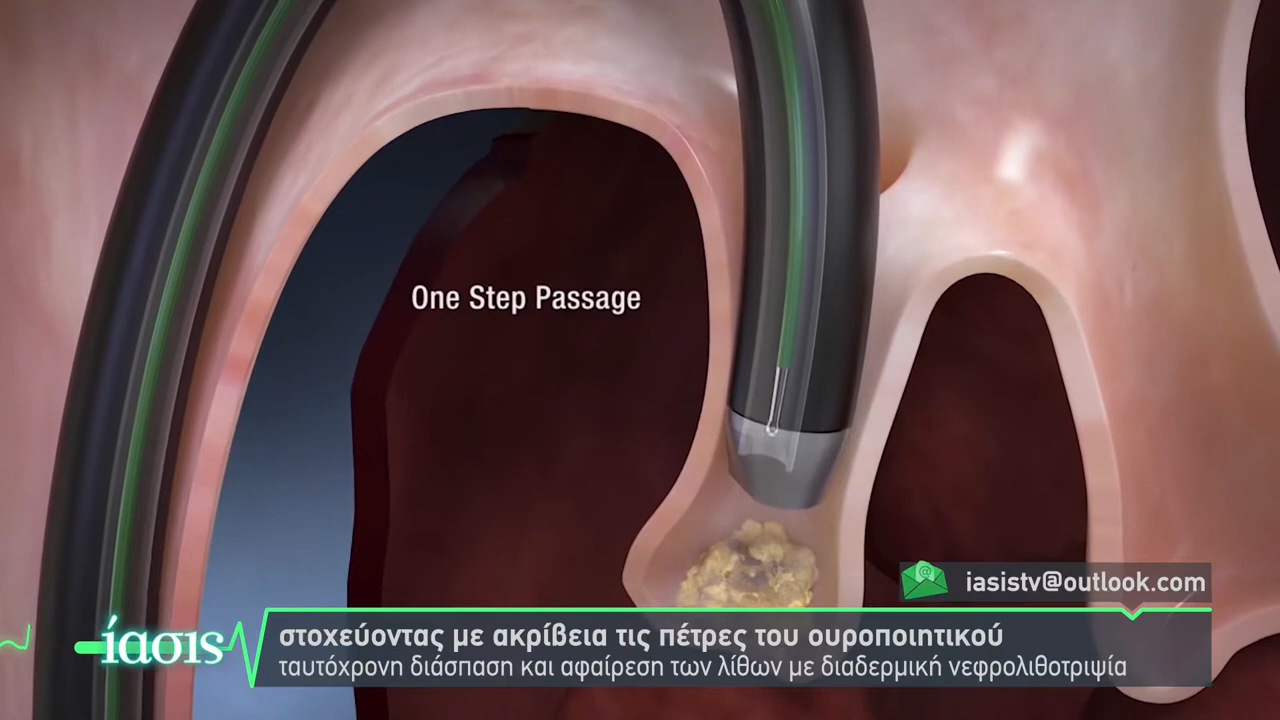 One Step Passage
@
iasistv@outlook.com
ίασις
στοχεύοντας με ακρίβεια τις πέτρες του ουροποιητικού
ταυτόχρονη διάσπαση και αφαίρεση των λίθων με διαδερμική νεφρολιθοτριψία